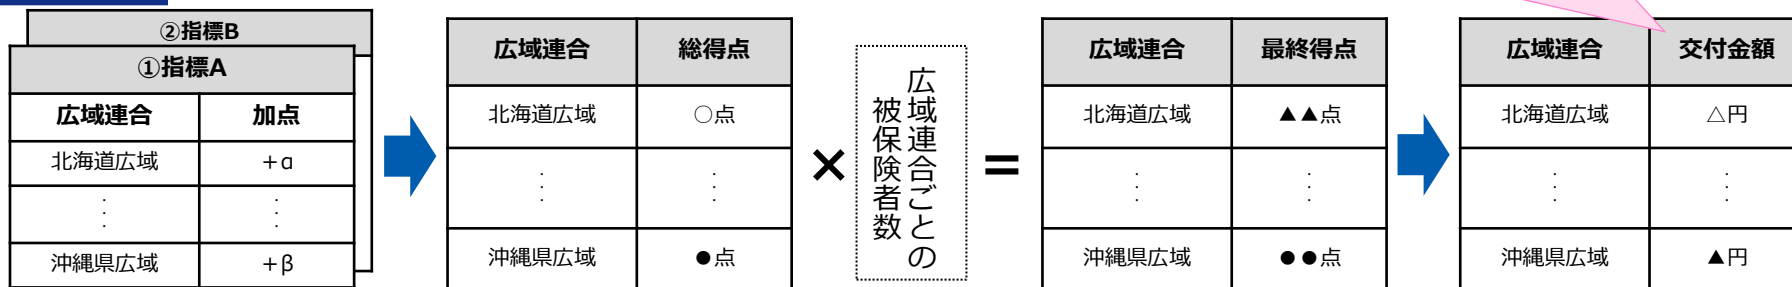 ②指標B
①指標A
広域連合 加点
北海道広域 +α
: :
沖縄県広域 +β
広域連合 総得点
北海道広域 ○点
: :
沖縄県広域 ●点
×
広域連合ごとの
被保険者数
=
広域連合 最終得点
北海道広域 ▲▲点
: :
沖縄県広域 ●●点
広域連合 交付金額
北海道広域 △円
: :
沖縄県広域 ▲円